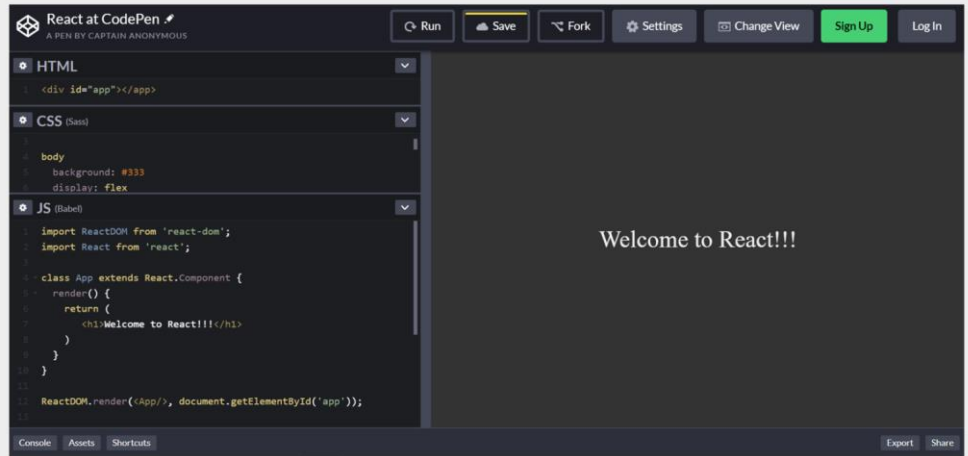 React at CodePen
A PEN BY CAPTAIN ANONYMOUS
Run
Save
Fork
Settings
Change View
Sign Up
Log In
HTML
1 <div id="app"></app>
CSS (Sass)
3
4 body
5 background: #333
6 display: flex
JS (Babel)
1 import ReactDOM from 'react-dom';
2 import React from 'react';
3
4 class App extends React.Component {
5 render() {
6 return (
7 <h1>Welcome to React!!!</h1>
8 )
9 }
10 }
11
12 ReactDOM.render(<App/>, document.getElementById('app'));
13
Welcome to React!!!
Console Assets Shortcuts
Export Share